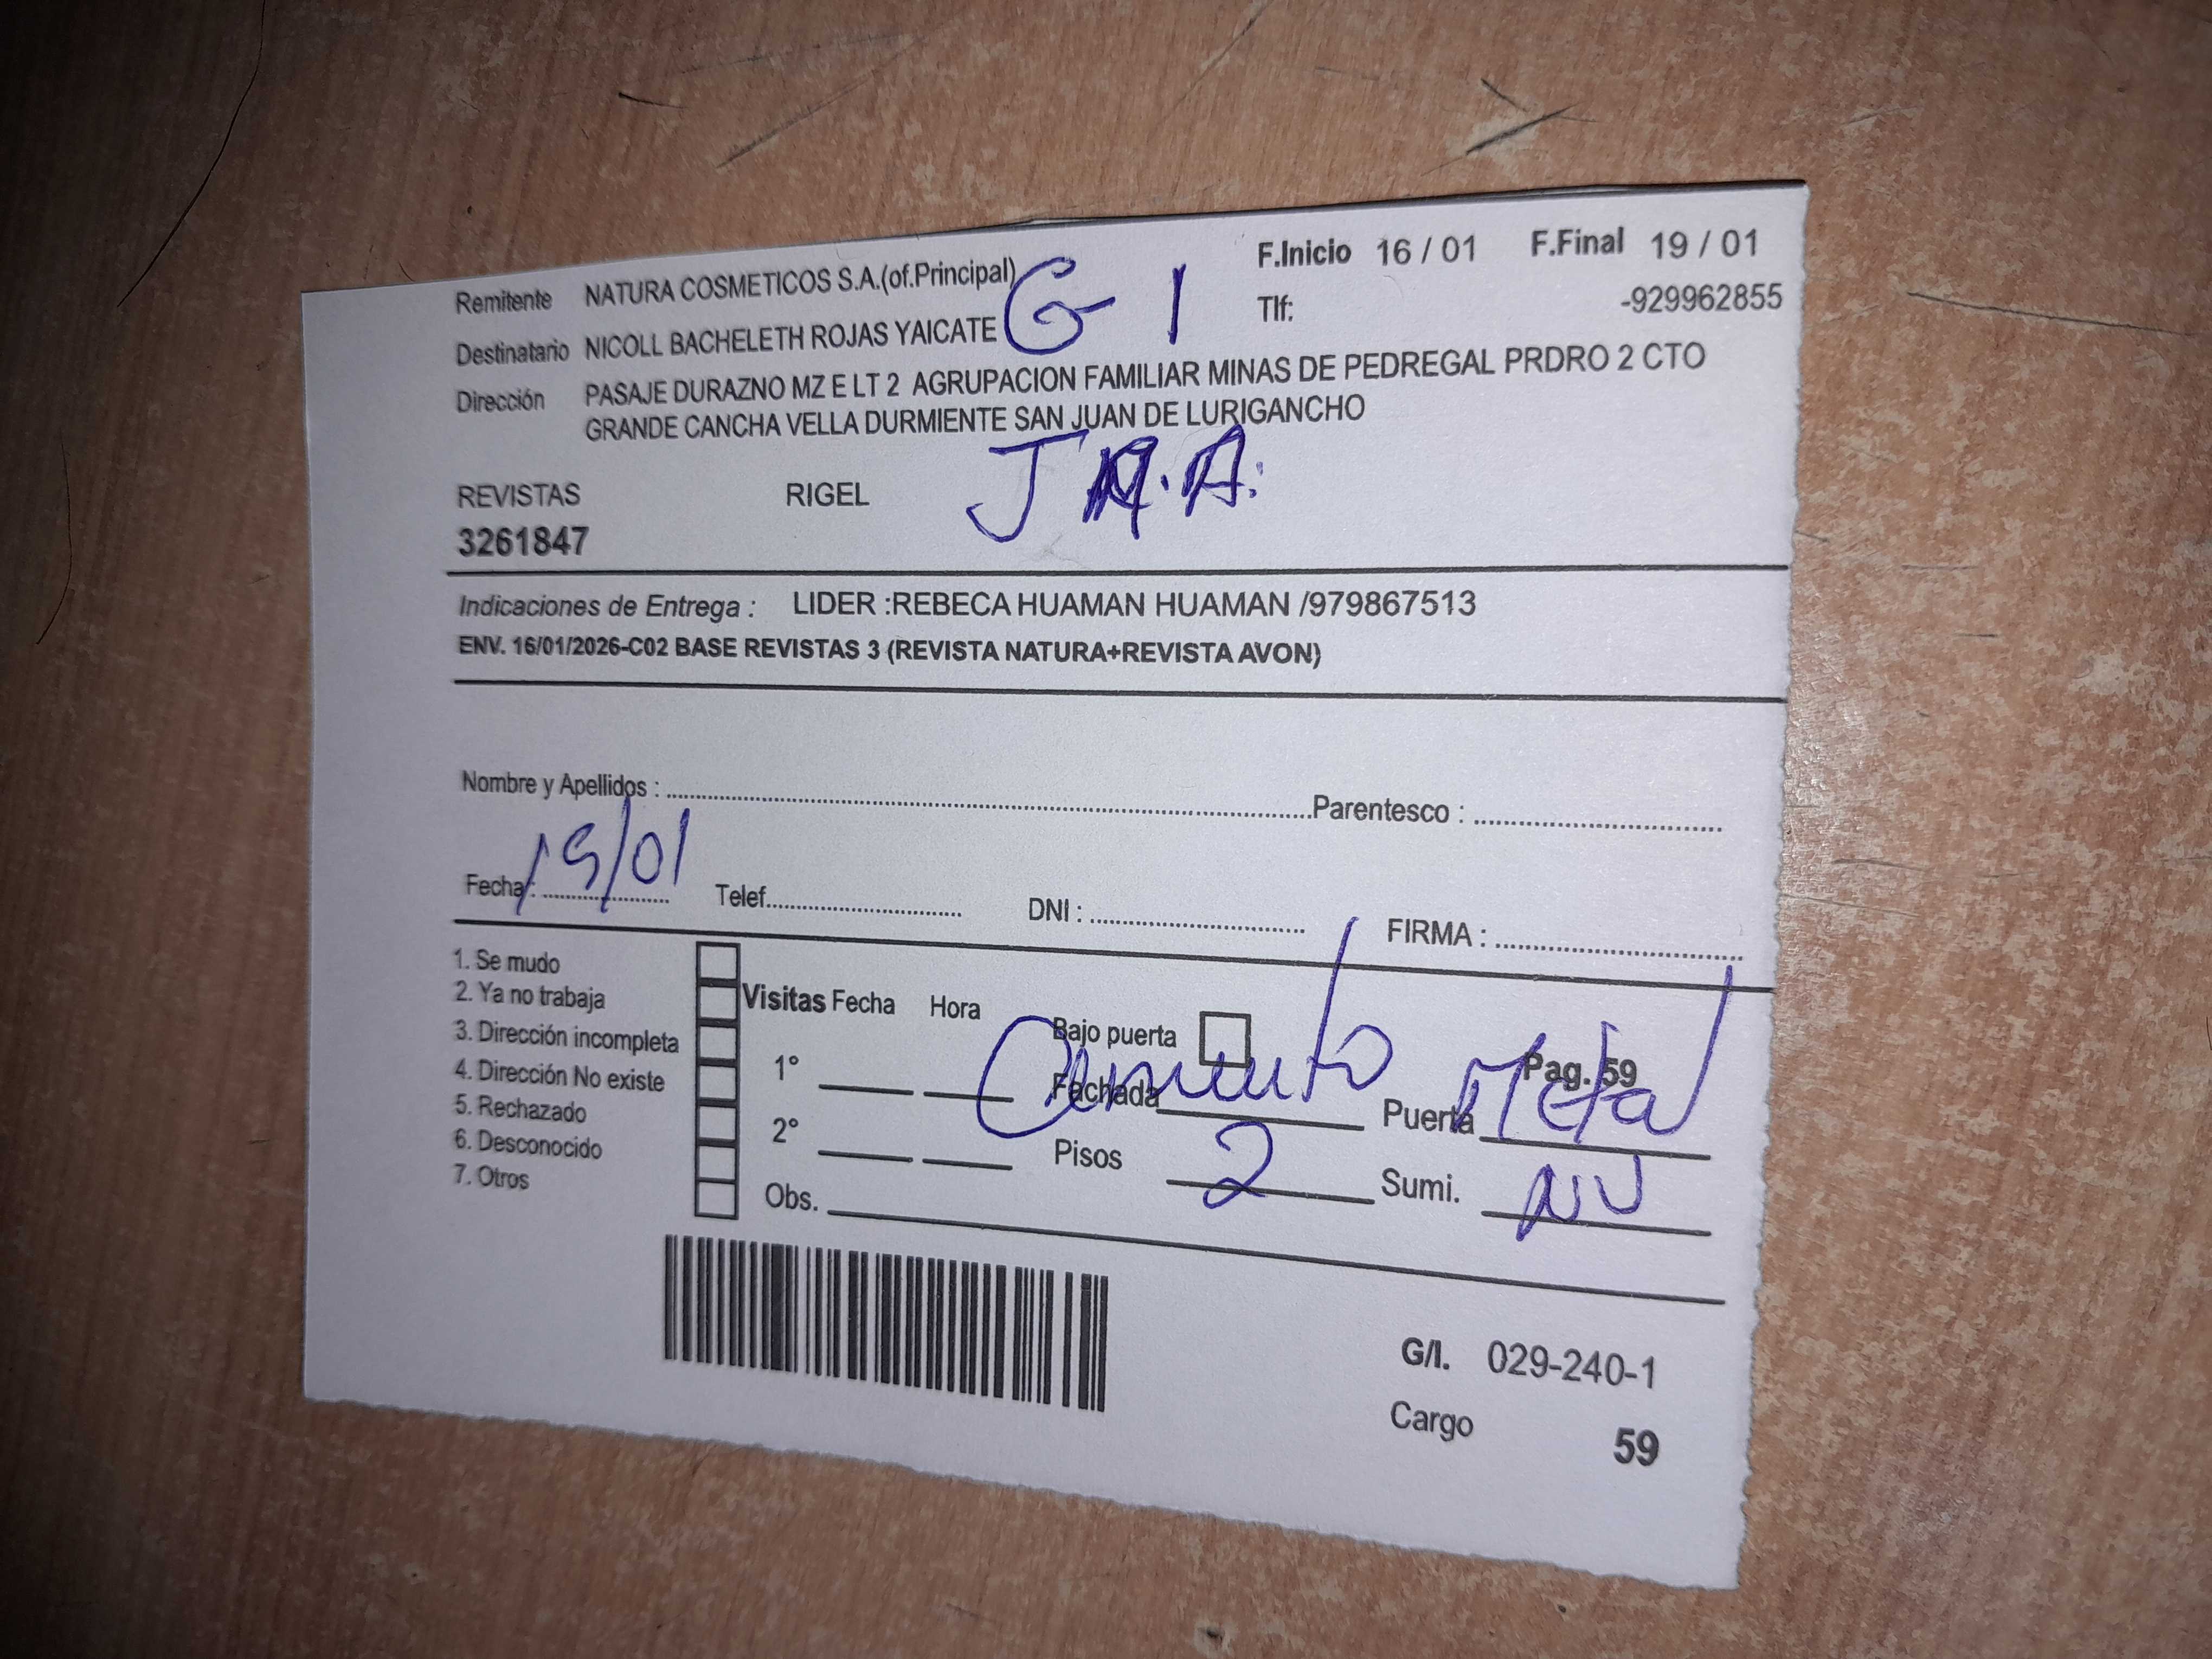 F.Inicio 16 / 01 F.Final 19 / 01
Remitente NATURA COSMETICOS S.A.(of.Principal)
G 1
Tlf: -929962855
Destinatario NICOLL BACHELETH ROJAS YAICATE
Dirección PASAJE DURAZNO MZ E LT 2 AGRUPACION FAMILIAR MINAS DE PEDREGAL PRDRO 2 CTO
GRANDE CANCHA VELLA DURMIENTE SAN JUAN DE LURIGANCHO
REVISTAS RIGEL
3261847
Indicaciones de Entrega : LIDER :REBECA HUAMAN HUAMAN /979867513
ENV. 16/01/2026-C02 BASE REVISTAS 3 (REVISTA NATURA+REVISTA AVON)
Nombre y Apellidos : Parentesco :
Fecha : 19/01 Telef. DNI : FIRMA :
1. Se mudo
2. Ya no trabaja
3. Dirección incompleta
4. Dirección No existe
5. Rechazado
6. Desconocido
7. Otros
Visitas Fecha Hora
1°
2°
Obs.
Bajo puerta
Pag. 59
Fachada Cemento Puerta Metal
Pisos 2 Sumi.
G/I. 029-240-1
Cargo 59